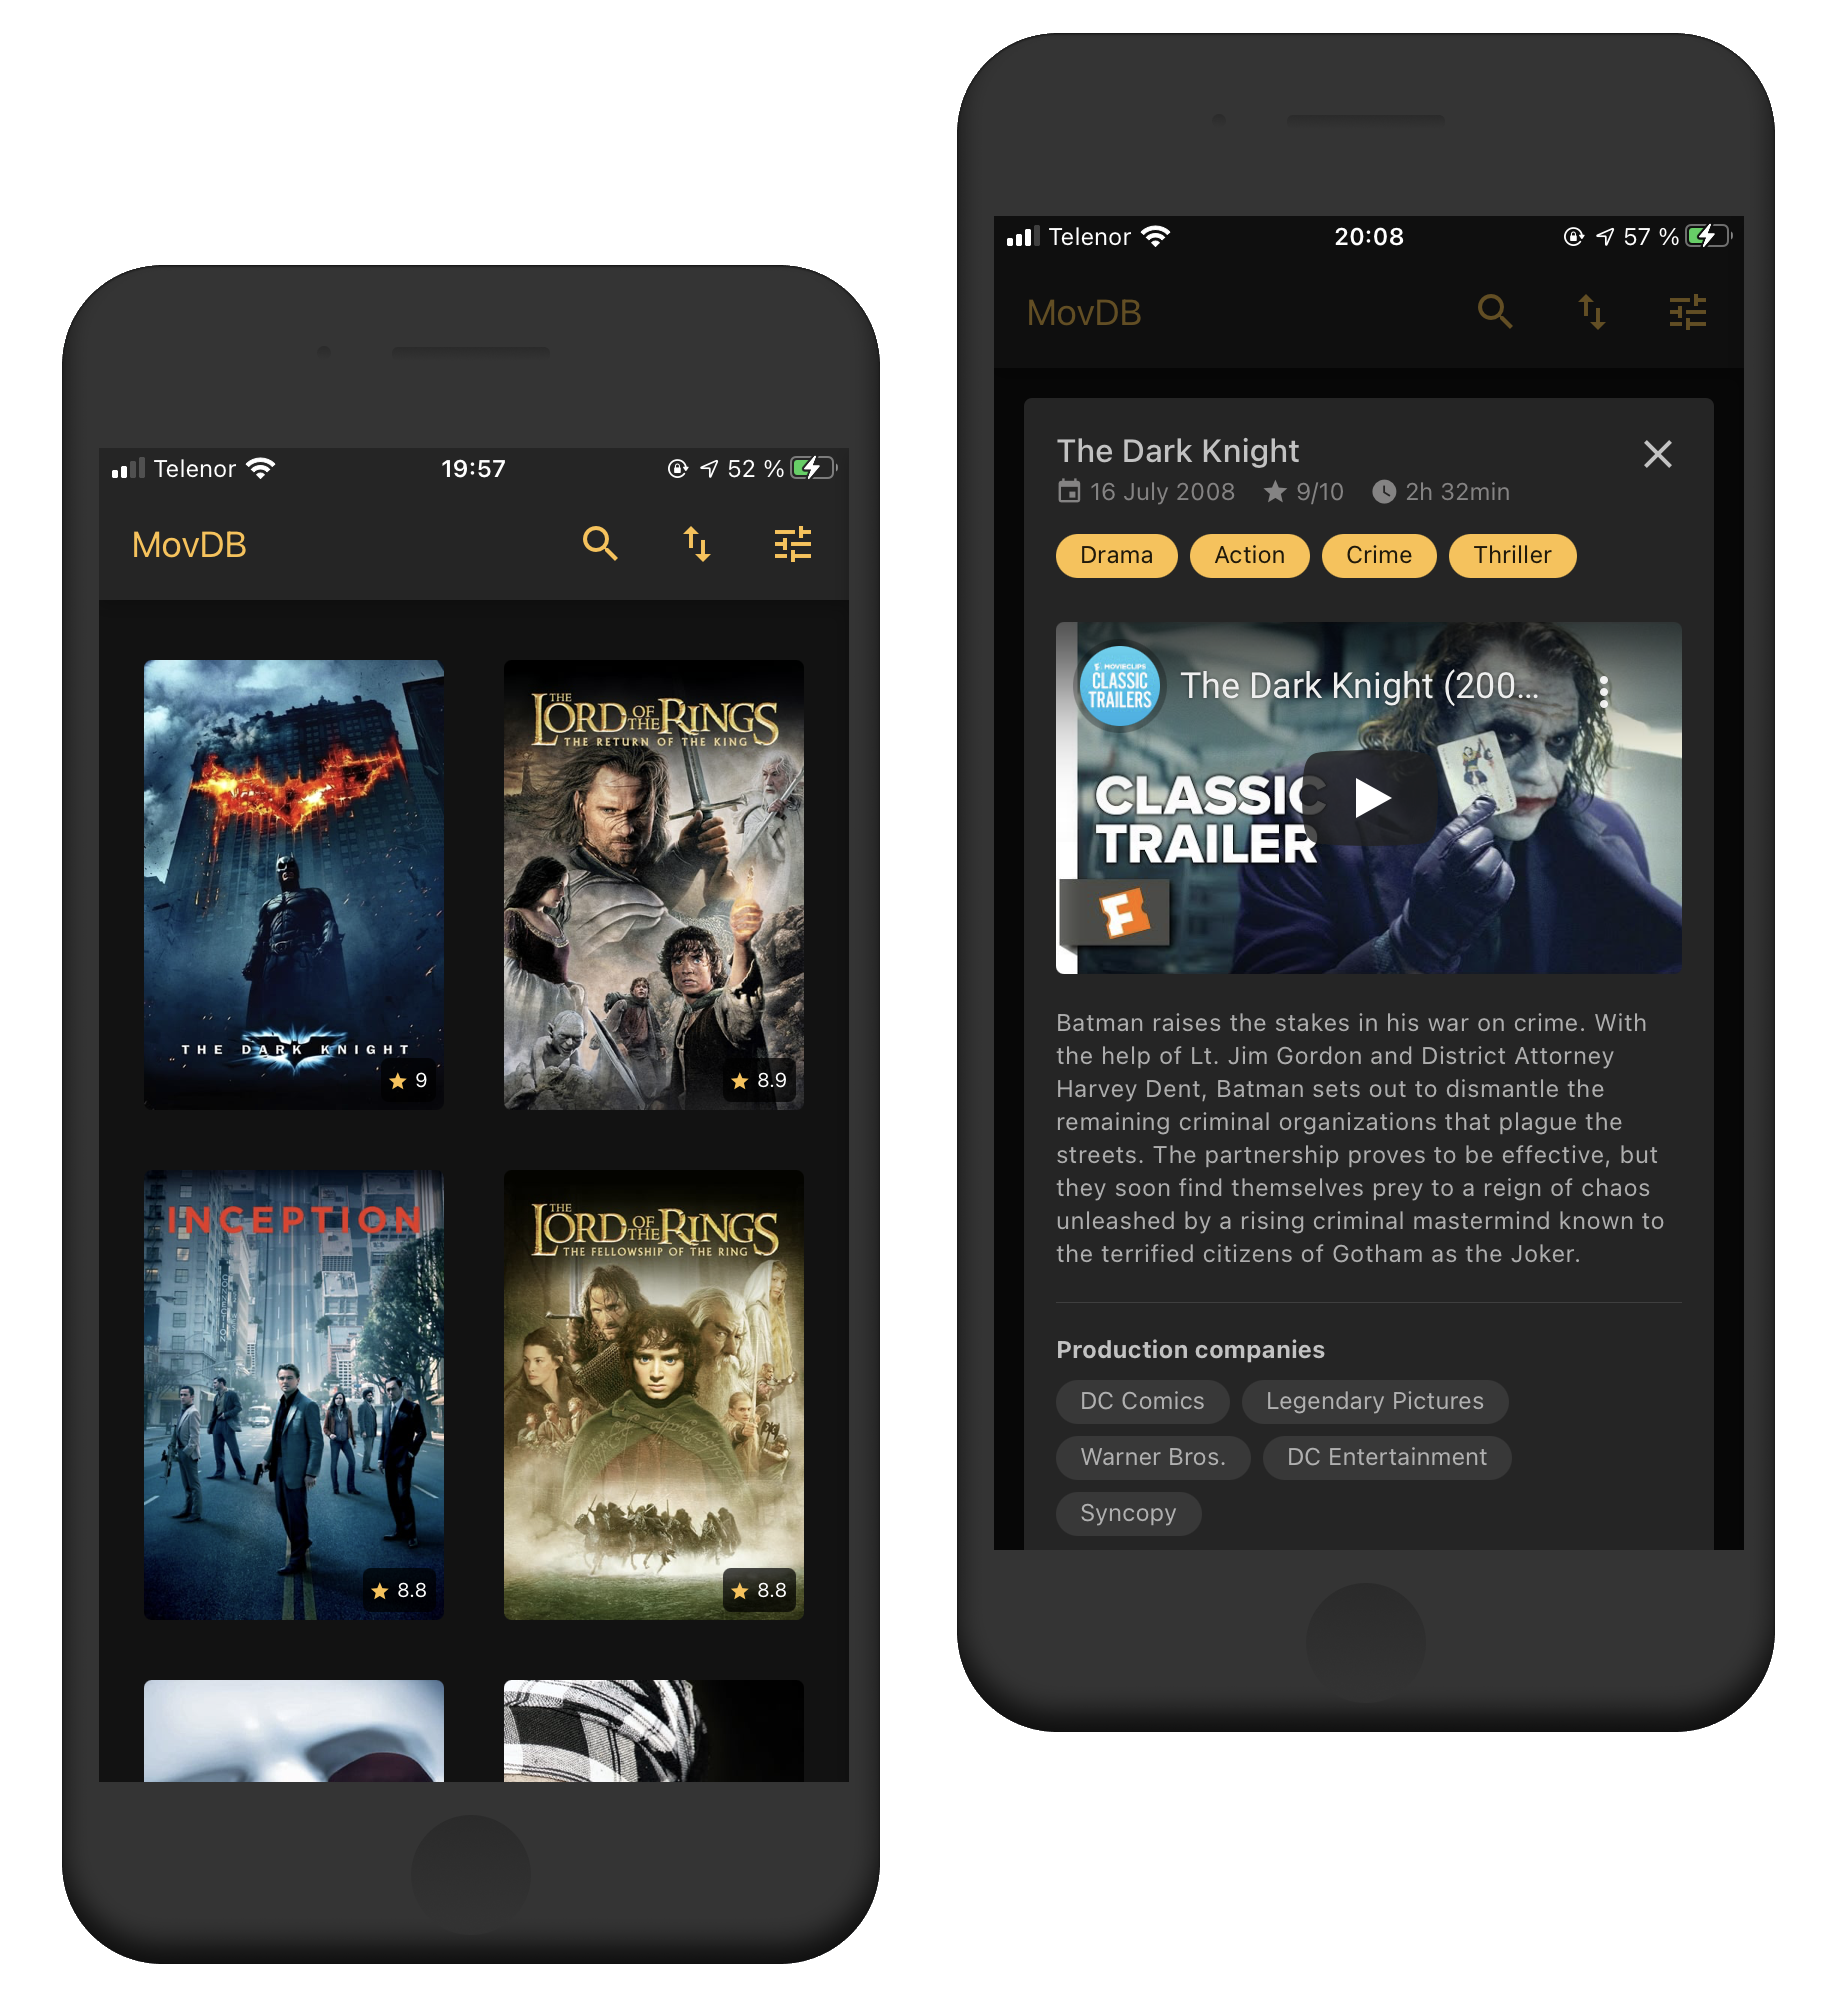 Telenor 19:57 52 %
MovDB
THE
LORD OF THE RINGS
THE RETURN OF THE KING
THE DARK KNIGHT
9
8.9
INCEPTION
THE
LORD OF THE RINGS
THE FELLOWSHIP OF THE RING
8.8
8.8
Telenor 20:08 57 %
MovDB
The Dark Knight
16 July 2008 9/10 2h 32min
Drama Action Crime Thriller
MOVIECLIPS
CLASSIC
TRAILERS
The Dark Knight (200...
CLASSIC
TRAILER
F
Batman raises the stakes in his war on crime. With
the help of Lt. Jim Gordon and District Attorney
Harvey Dent, Batman sets out to dismantle the
remaining criminal organizations that plague the
streets. The partnership proves to be effective, but
they soon find themselves prey to a reign of chaos
unleashed by a rising criminal mastermind known to
the terrified citizens of Gotham as the Joker.
Production companies
DC Comics Legendary Pictures
Warner Bros. DC Entertainment
Syncopy